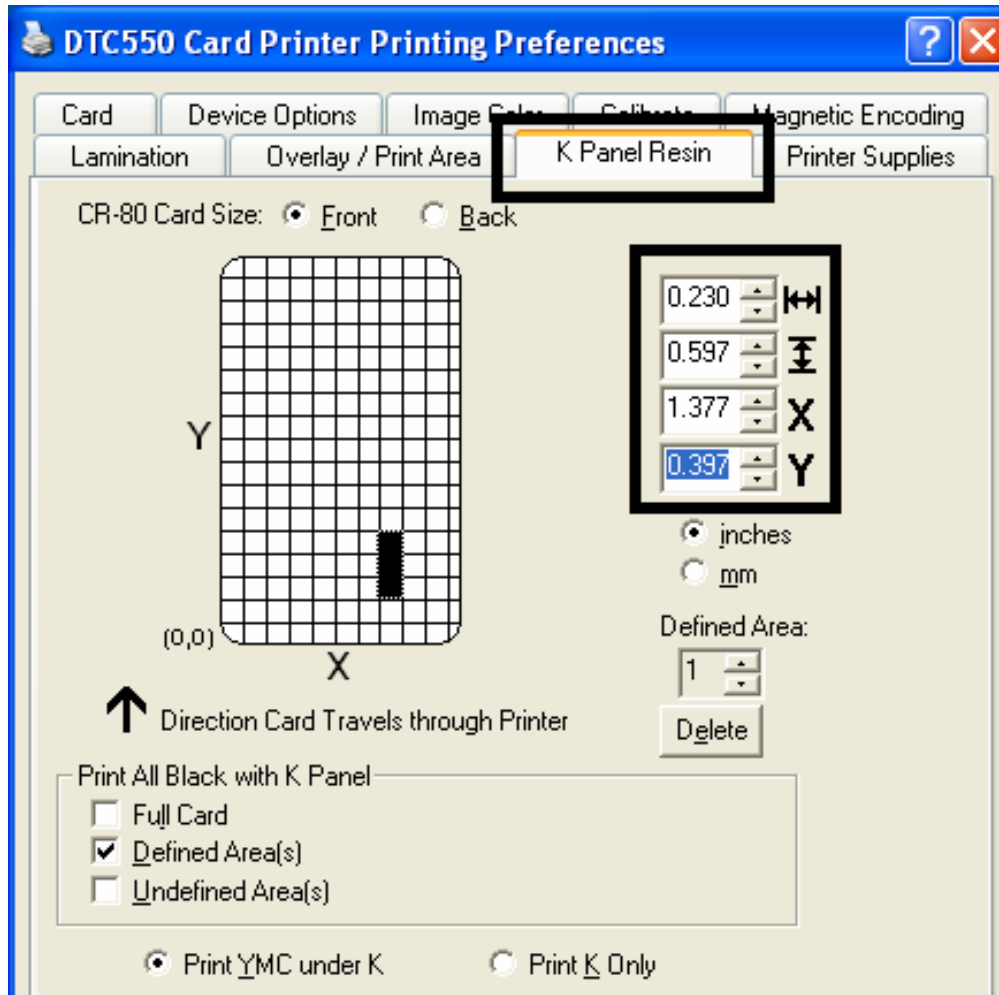 DTC550 Card Printer Printing Preferences
Card Device Options Image Color Calibrate Magnetic Encoding
Lamination Overlay / Print Area K Panel Resin Printer Supplies
CR-80 Card Size: Front Back
0.230
0.597
1.377 X
0.397 Y
Y
inches
mm
(0,0)
X
Defined Area:
1
Direction Card Travels through Printer
Delete
Print All Black with K Panel
Full Card
Defined Area(s)
Undefined Area(s)
Print YMC under K Print K Only